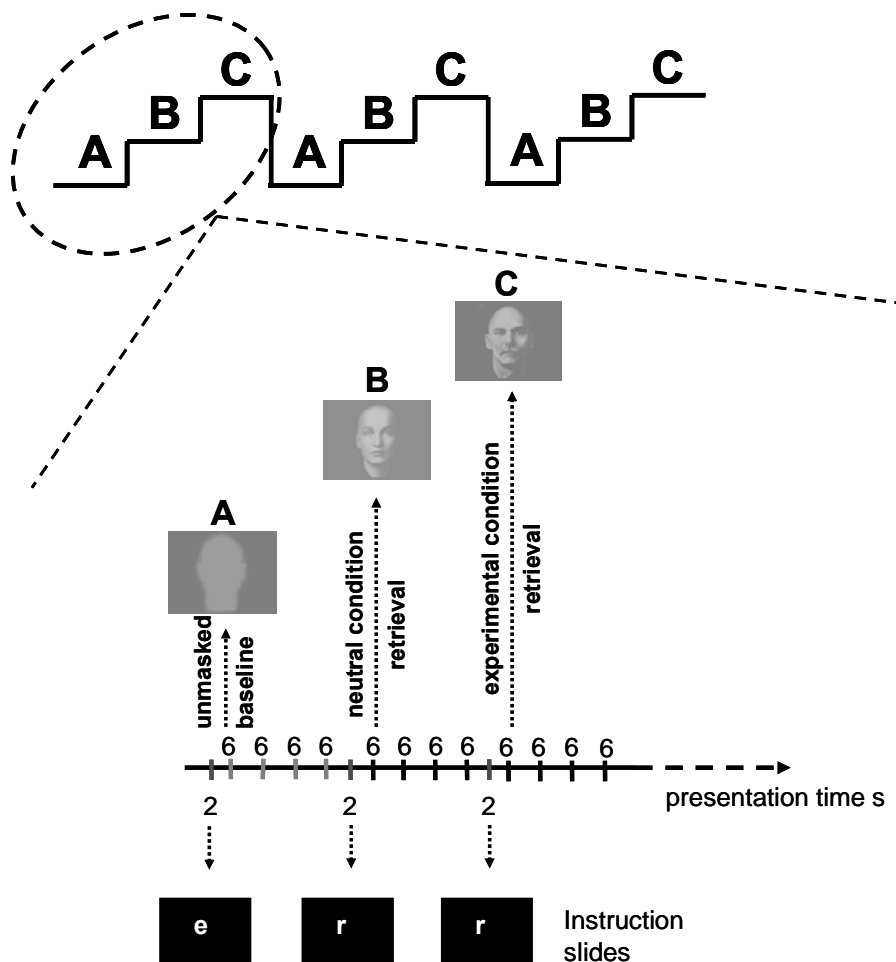 C C C
B B B
A A A
C
B
A
experimental condition
retrieval
neutral condition
retrieval
unmasked
baseline
6 6 6 6 6 6 6 6 6 6 6 6
2 2 2
presentation time s
e r r
Instruction
slides